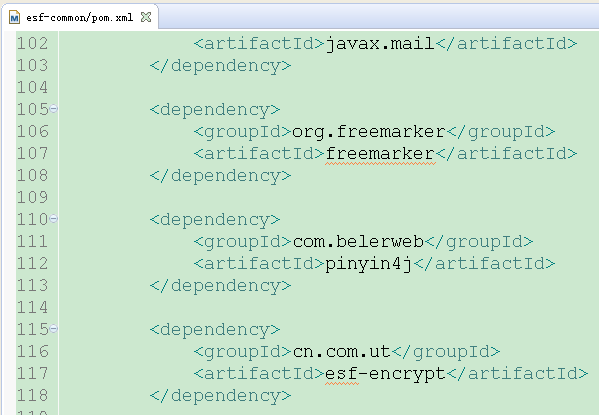 esf-common/pom.xml
102 <artifactId>javax.mail</artifactId>
103 </dependency>
104
105 <dependency>
106 <groupId>org.freemarker</groupId>
107 <artifactId>freemarker</artifactId>
108 </dependency>
109
110 <dependency>
111 <groupId>com.belerweb</groupId>
112 <artifactId>pinyin4j</artifactId>
113 </dependency>
114
115 <dependency>
116 <groupId>cn.com.ut</groupId>
117 <artifactId>esf-encrypt</artifactId>
118 </dependency>